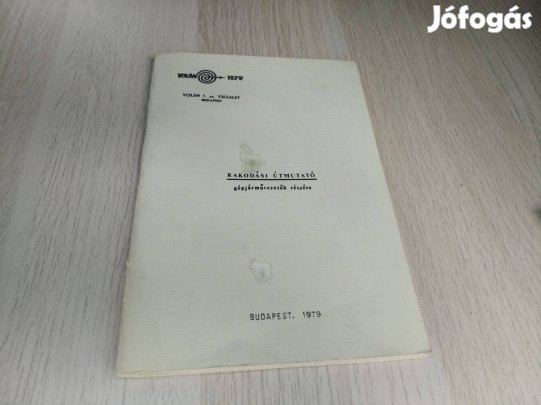 Jófogás
VOLÁN TEFU
VOLÁN 1. sz. VÁLLALAT
BUDAPEST
RAKODÁSI ÚTMUTATÓ
gépjárművezetők részére
BUDAPEST, 1979